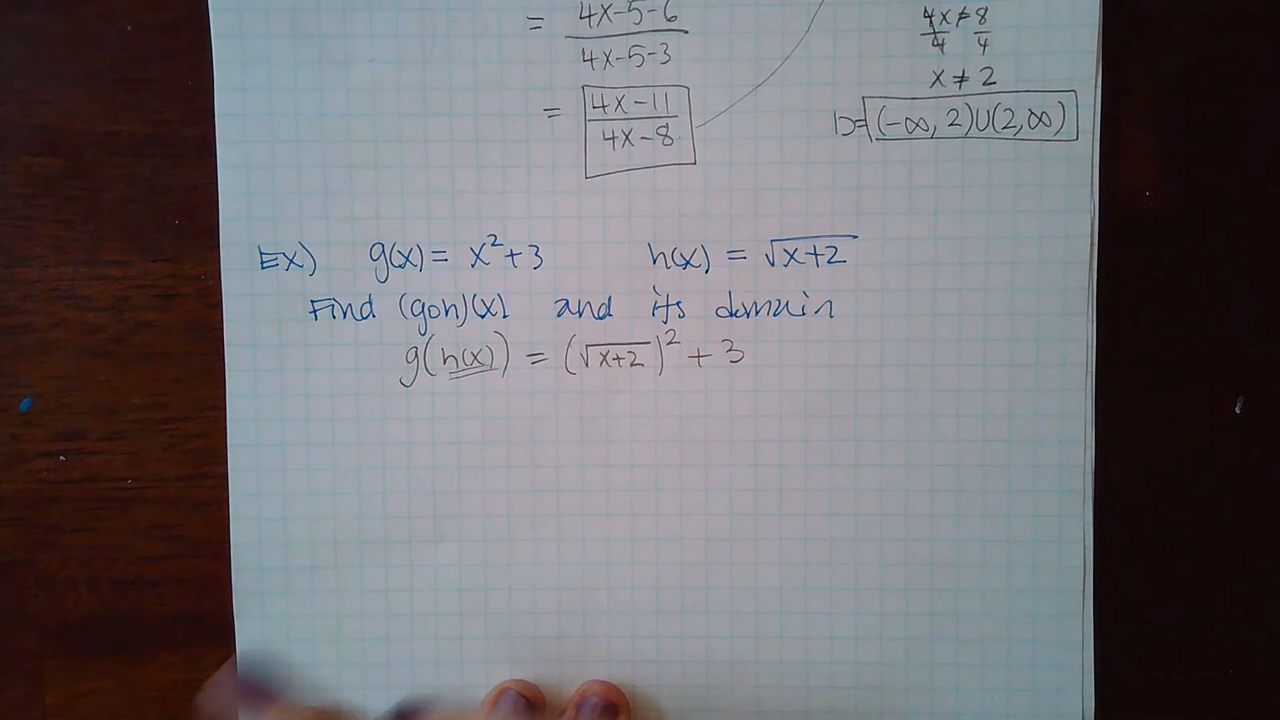 = 4x-5-6 / 4x-5-3
= 4x-11 / 4x-8
4x≠8
4 4
x ≠ 2
D= (-∞, 2)U(2,∞)
Ex) g(x) = x²+3 h(x) = √x+2
Find (goh)(x) and its domain
g(h(x)) = (√x+2)² + 3